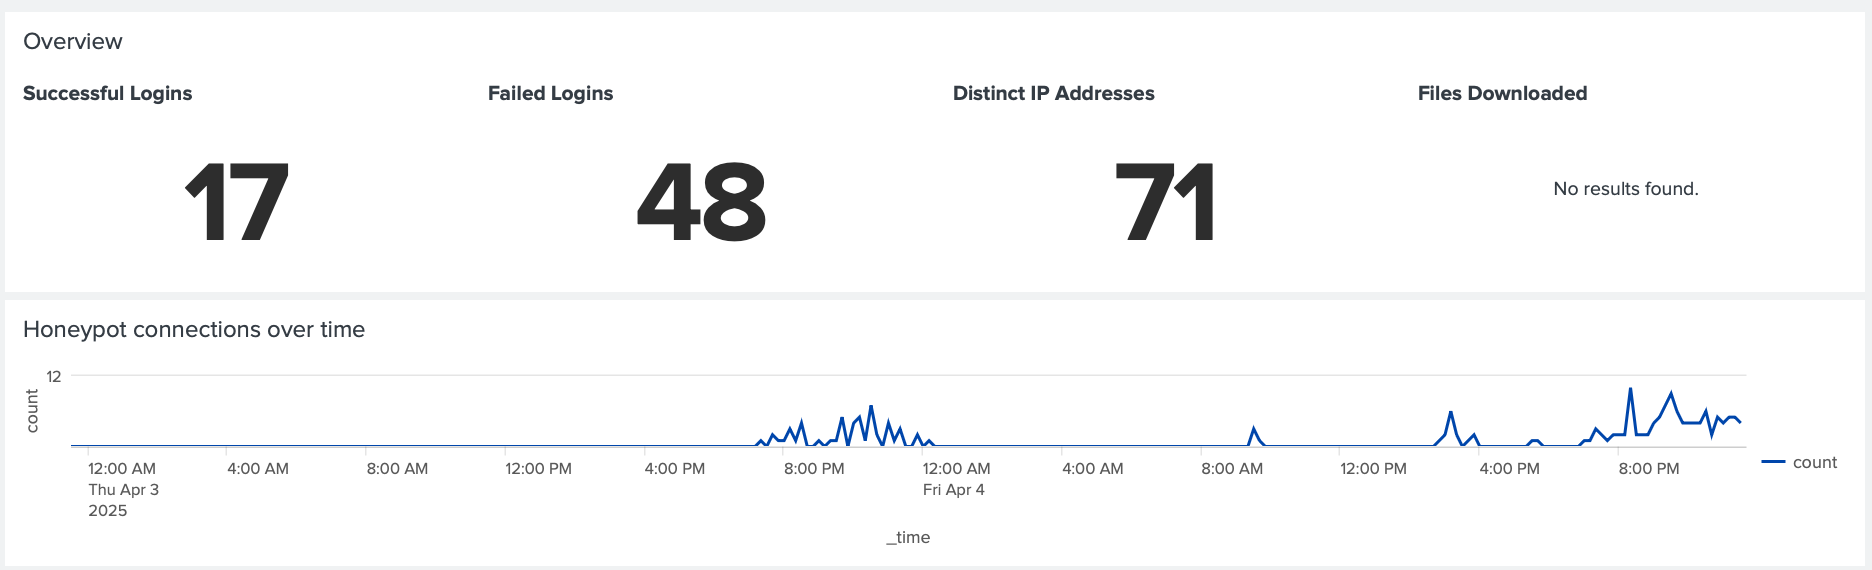 Overview
Successful Logins Failed Logins Distinct IP Addresses Files Downloaded
17 48 71 No results found.
Honeypot connections over time
12
count
12:00 AM 4:00 AM 8:00 AM 12:00 PM 4:00 PM 8:00 PM 12:00 AM 4:00 AM 8:00 AM 12:00 PM 4:00 PM 8:00 PM
Thu Apr 3 Fri Apr 4
2025
count
_time